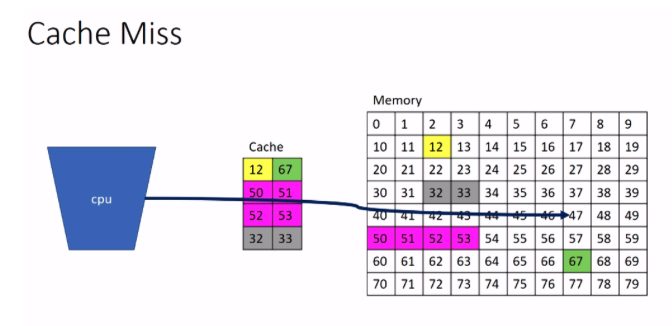 Cache Miss
Memory
0 1 2 3 4 5 6 7 8 9
Cache
10 11 12 13 14 15 16 17 18 19
12 67
20 21 22 23 24 25 26 27 28 29
cpu
50 51
30 31 32 33 34 35 36 37 38 39
52 53
40 41 42 43 44 45 46 47 48 49
32 33
50 51 52 53 54 55 56 57 58 59
60 61 62 63 64 65 66 67 68 69
70 71 72 73 74 75 76 77 78 79